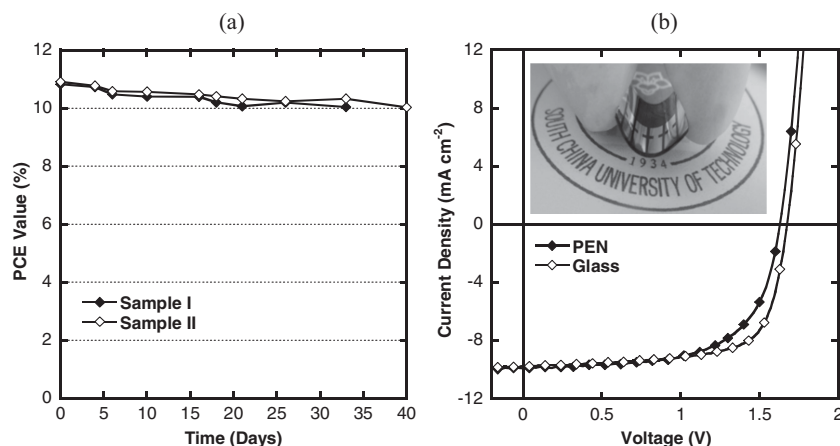 (a)
12
10
8
6
4
2
0
PCE Value (%)
Sample I
Sample II
0 5 10 15 20 25 30 35 40
Time (Days)
(b)
12
8
4
0
-4
-8
-12
Current Density (mA cm-2)
SOUTH CHINA UNIVERSITY OF TECHNOLOGY
1934
PEN
Glass
0 0.5 1 1.5 2
Voltage (V)